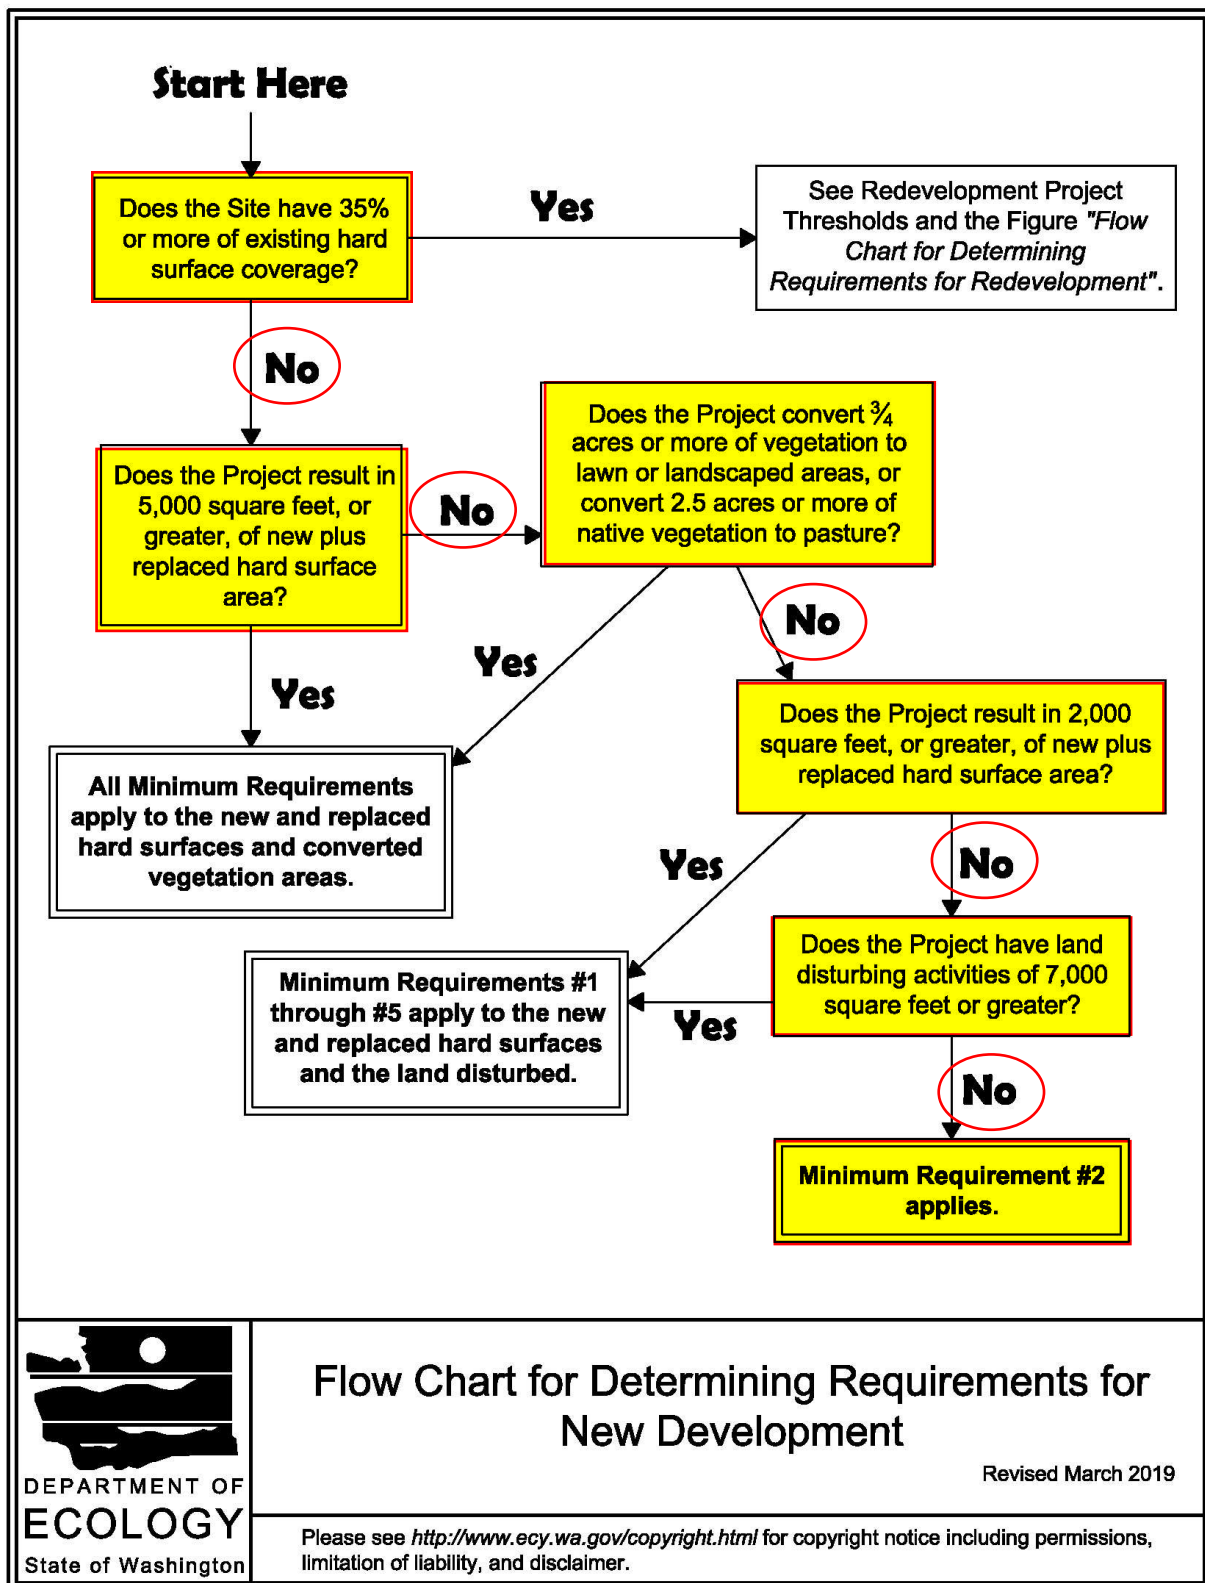 Start Here
Does the Site have 35%
or more of existing hard
surface coverage?
Yes
See Redevelopment Project
Thresholds and the Figure "Flow
Chart for Determining
Requirements for Redevelopment".
No
Does the Project result in
5,000 square feet, or
greater, of new plus
replaced hard surface
area?
No
Does the Project convert ¾
acres or more of vegetation to
lawn or landscaped areas, or
convert 2.5 acres or more of
native vegetation to pasture?
Yes
Yes
No
All Minimum Requirements
apply to the new and replaced
hard surfaces and converted
vegetation areas.
Does the Project result in 2,000
square feet, or greater, of new plus
replaced hard surface area?
Yes
No
Minimum Requirements #1
through #5 apply to the new
and replaced hard surfaces
and the land disturbed.
Yes
Does the Project have land
disturbing activities of 7,000
square feet or greater?
No
Minimum Requirement #2
applies.
DEPARTMENT OF
ECOLOGY
State of Washington
Flow Chart for Determining Requirements for
New Development
Revised March 2019
Please see http://www.ecy.wa.gov/copyright.html for copyright notice including permissions,
limitation of liability, and disclaimer.